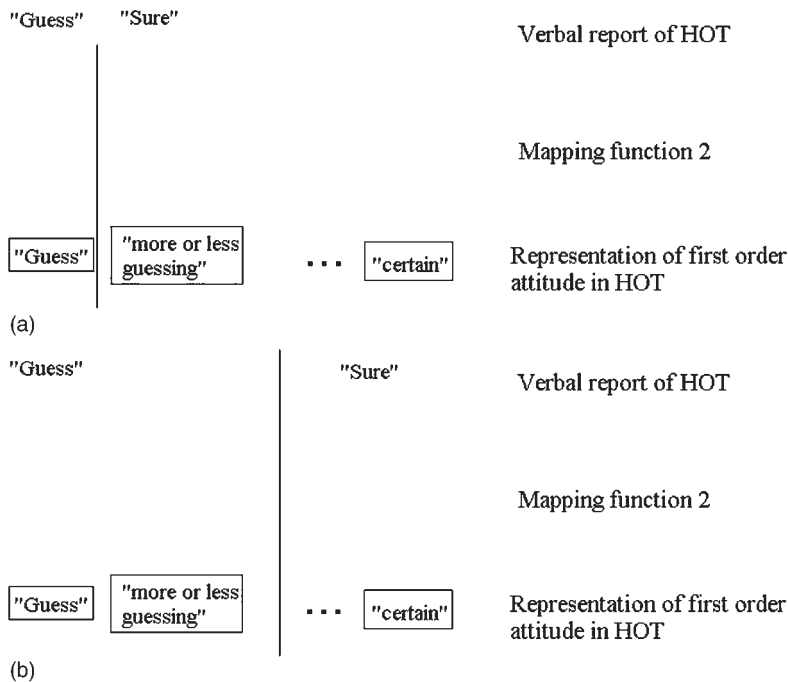 "Guess" "Sure" Verbal report of HOT
Mapping function 2
"Guess" "more or less guessing" ... "certain" Representation of first order attitude in HOT
(a)
"Guess" "Sure" Verbal report of HOT
Mapping function 2
"Guess" "more or less guessing" ... "certain" Representation of first order attitude in HOT
(b)